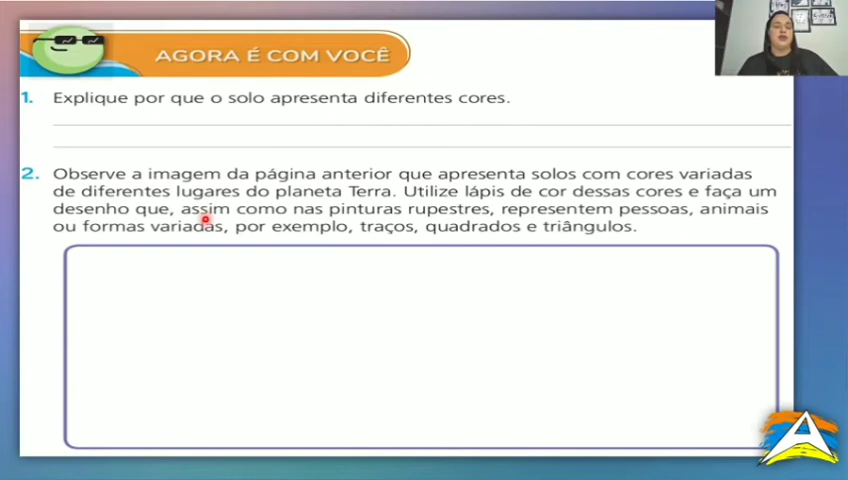 AGORA É COM VOCÊ
1. Explique por que o solo apresenta diferentes cores.
2. Observe a imagem da página anterior que apresenta solos com cores variadas
de diferentes lugares do planeta Terra. Utilize lápis de cor dessas cores e faça um
desenho que, assim como nas pinturas rupestres, representem pessoas, animais
ou formas variadas, por exemplo, traços, quadrados e triângulos.